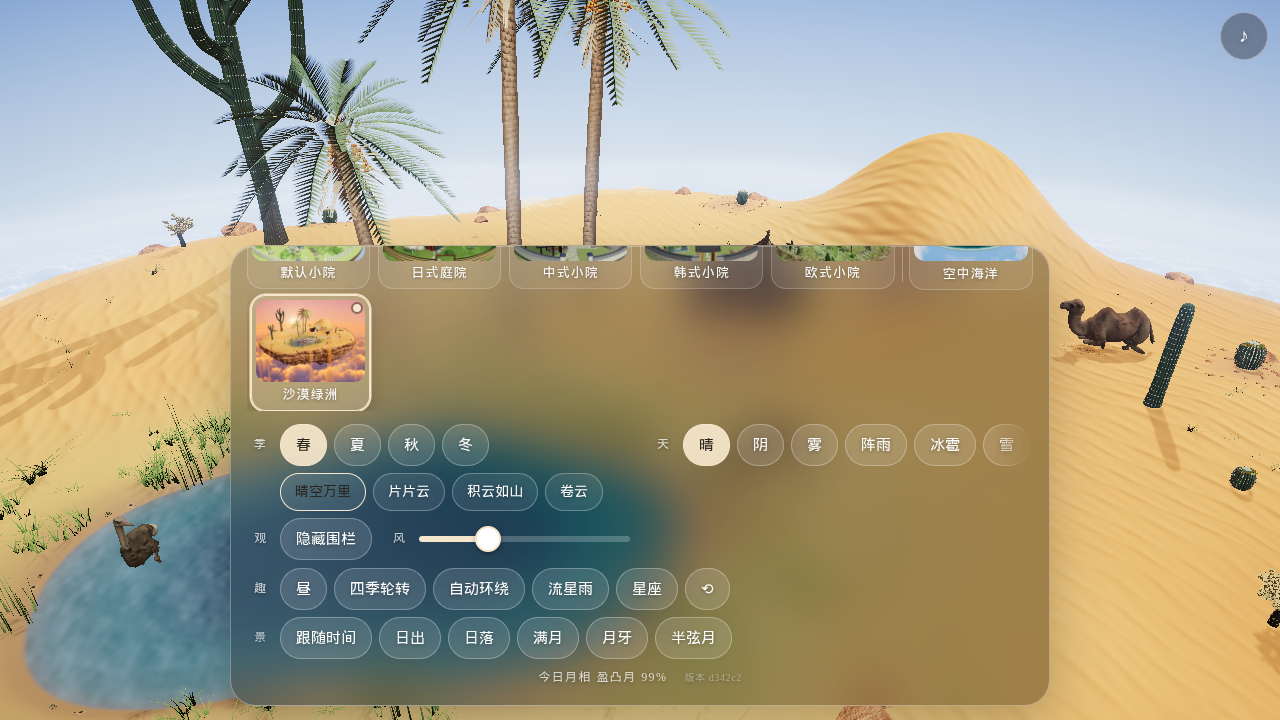 ♪
默认小院 日式庭院 中式小院 韩式小院 欧式小院 空中海洋
沙漠绿洲
季 春 夏 秋 冬 天 晴 阴 雾 阵雨 冰雹 雪
晴空万里 片片云 积云如山 卷云
观 隐藏围栏 风
趣 昼 四季轮转 自动环绕 流星雨 星座 ⟲
景 跟随时间 日出 日落 满月 月牙 半弦月
今日月相 盈凸月 99% 版本 d342c2